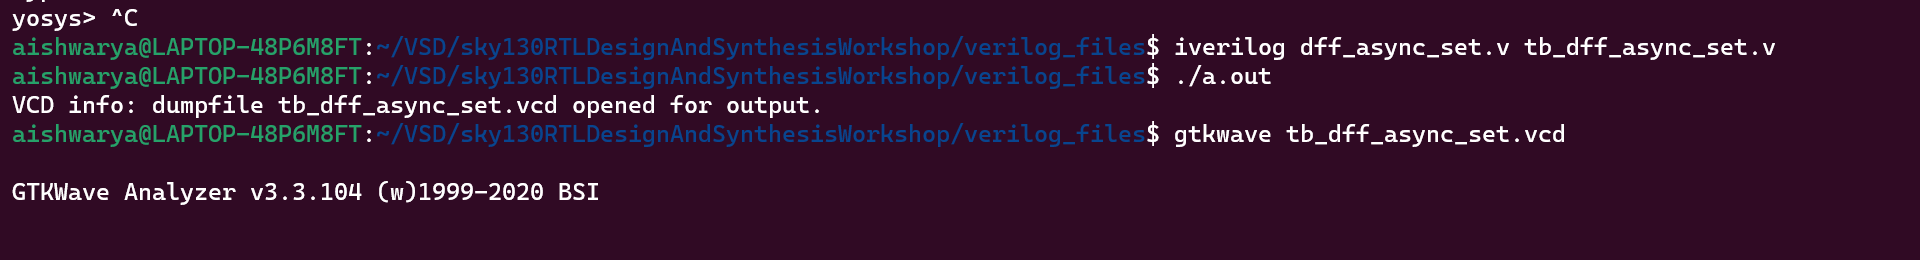 yosys> ^C
aishwarya@LAPTOP-48P6M8FT:~/VSD/sky130RTLDesignAndSynthesisWorkshop/verilog_files$ iverilog dff_async_set.v tb_dff_async_set.v
aishwarya@LAPTOP-48P6M8FT:~/VSD/sky130RTLDesignAndSynthesisWorkshop/verilog_files$ ./a.out
VCD info: dumpfile tb_dff_async_set.vcd opened for output.
aishwarya@LAPTOP-48P6M8FT:~/VSD/sky130RTLDesignAndSynthesisWorkshop/verilog_files$ gtkwave tb_dff_async_set.vcd
GTKWave Analyzer v3.3.104 (w)1999-2020 BSI